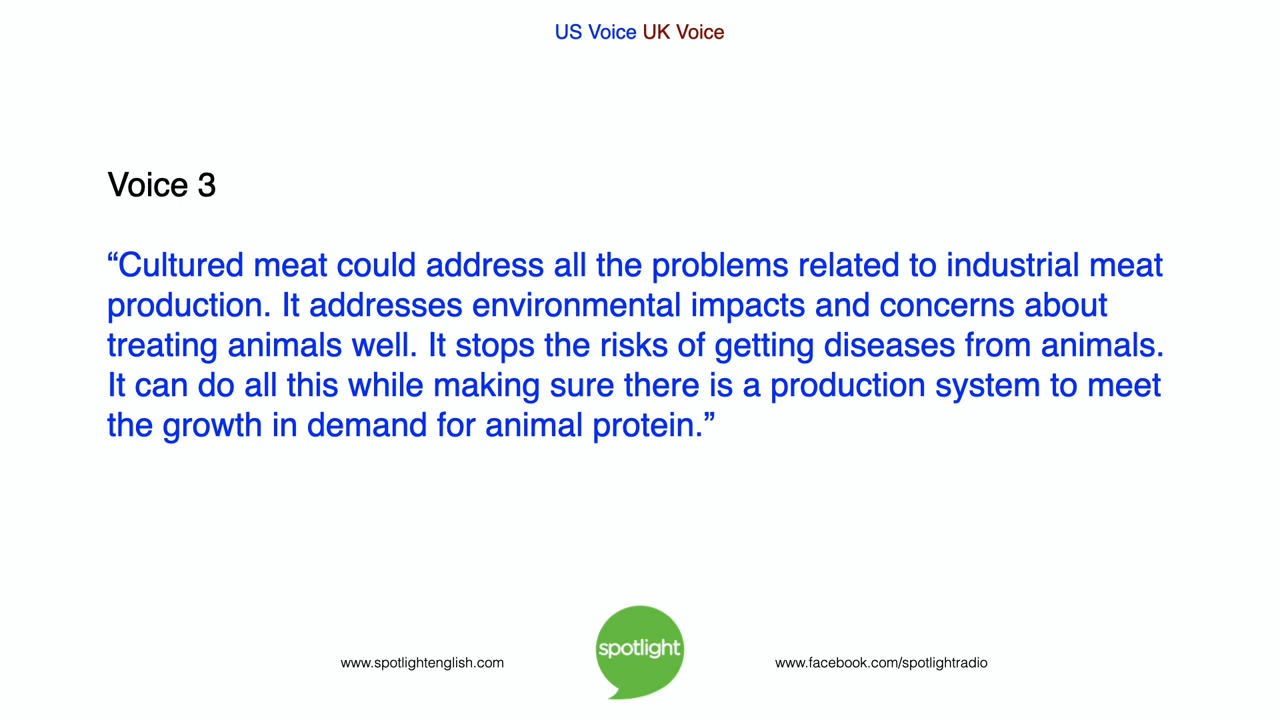 US Voice UK Voice
Voice 3
“Cultured meat could address all the problems related to industrial meat
production. It addresses environmental impacts and concerns about
treating animals well. It stops the risks of getting diseases from animals.
It can do all this while making sure there is a production system to meet
the growth in demand for animal protein.”
www.spotlightenglish.com
spotlight
www.facebook.com/spotlightradio